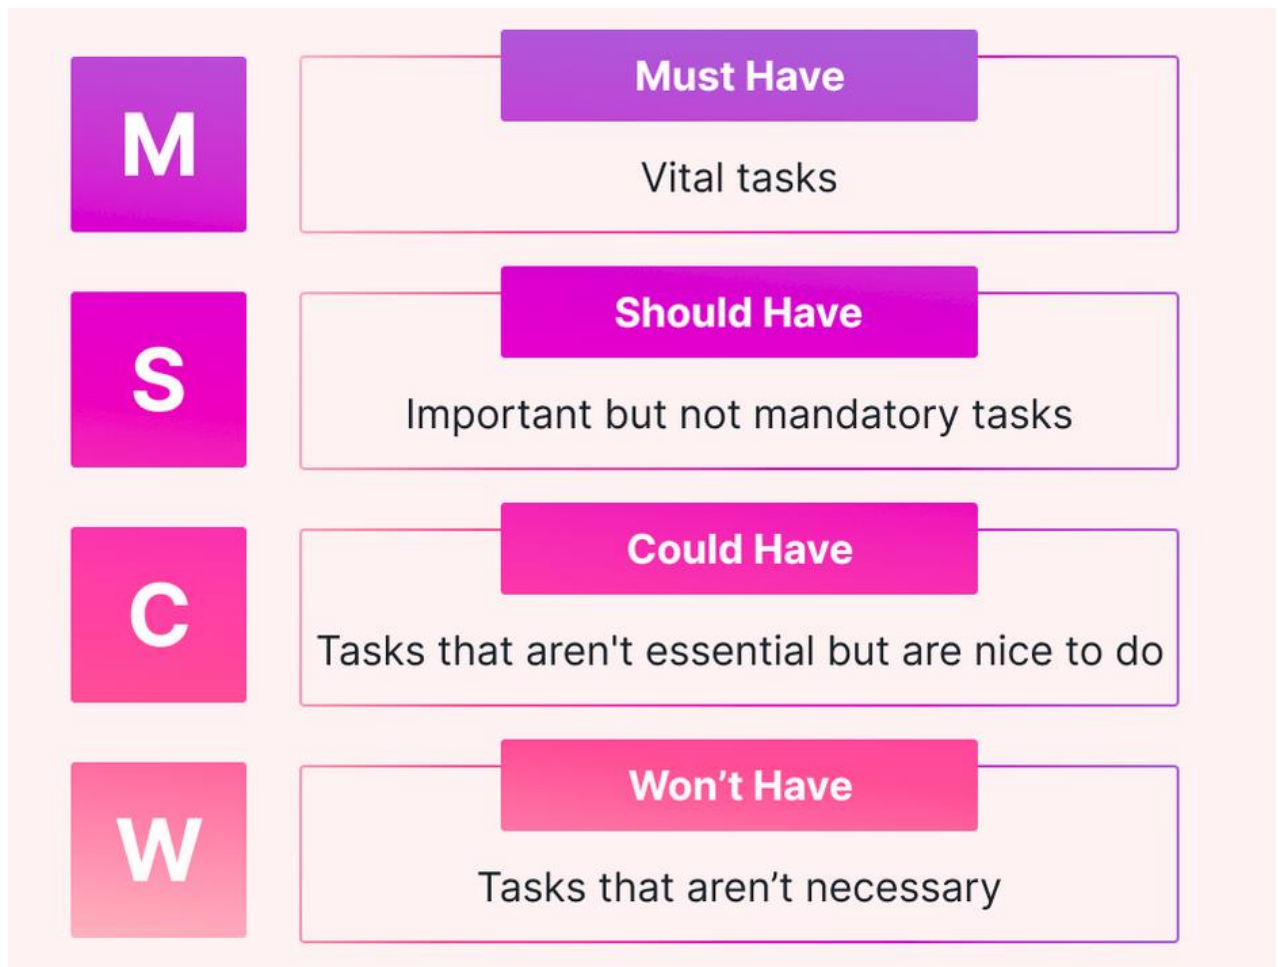 M
Must Have
Vital tasks
S
Should Have
Important but not mandatory tasks
C
Could Have
Tasks that aren't essential but are nice to do
W
Won’t Have
Tasks that aren’t necessary